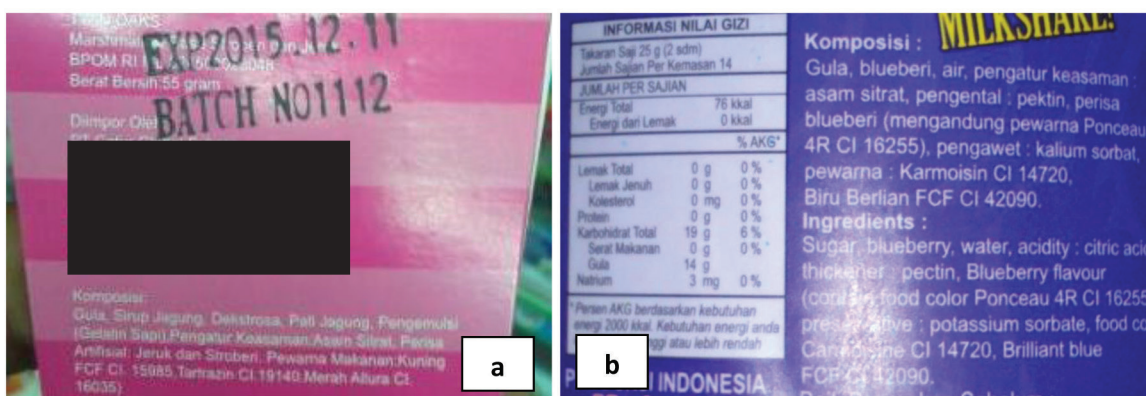 EXP2015 12.11
BATCH NO1112
BPOM RI
Berat Bersih 55 gram
Diimpor Oleh
Komposisi:
Gula, Sirup Jagung, Dekstrosa, Pati Jagung, Pengemulsi
(Gelatin Sapi), Pengatur Keasaman: Asam Sitrat, Perisa
Artifisial: Jeruk dan Stroberi, Pewarna Makanan: Kuning
FCF CI. 15985, Tartrazin CI.19140, Merah Allura CI.
16035)
a
INFORMASI NILAI GIZI
Takaran Saji 25 g (2 sdm)
Jumlah Sajian Per Kemasan 14
JUMLAH PER SAJIAN
Energi Total 76 kkal
Energi dari Lemak 0 kkal
% AKG*
Lemak Total 0 g 0 %
Lemak Jenuh 0 g 0 %
Kolesterol 0 mg 0 %
Protein 0 g 0 %
Karbohidrat Total 19 g 6 %
Serat Makanan 0 g 0 %
Gula 14 g
Natrium 3 mg 0 %
*Persen AKG berdasarkan kebutuhan
energi 2000 kkal. Kebutuhan energi anda
atau lebih rendah
b
INDONESIA
MILKSHAKE!
Komposisi :
Gula, blueberi, air, pengatur keasaman :
asam sitrat, pengental : pektin, perisa
blueberi (mengandung pewarna Ponceau
4R CI 16255), pengawet : kalium sorbat,
pewarna : Karmoisin CI 14720,
Biru Berlian FCF CI 42090.
Ingredients :
Sugar, blueberry, water, acidity : citric
thickener : pectin, Blueberry flavour
(contain food color Ponceau 4R CI 16255
preservative : potassium sorbate, food
Carmoisine CI 14720, Brilliant blue
FCF CI 42090.